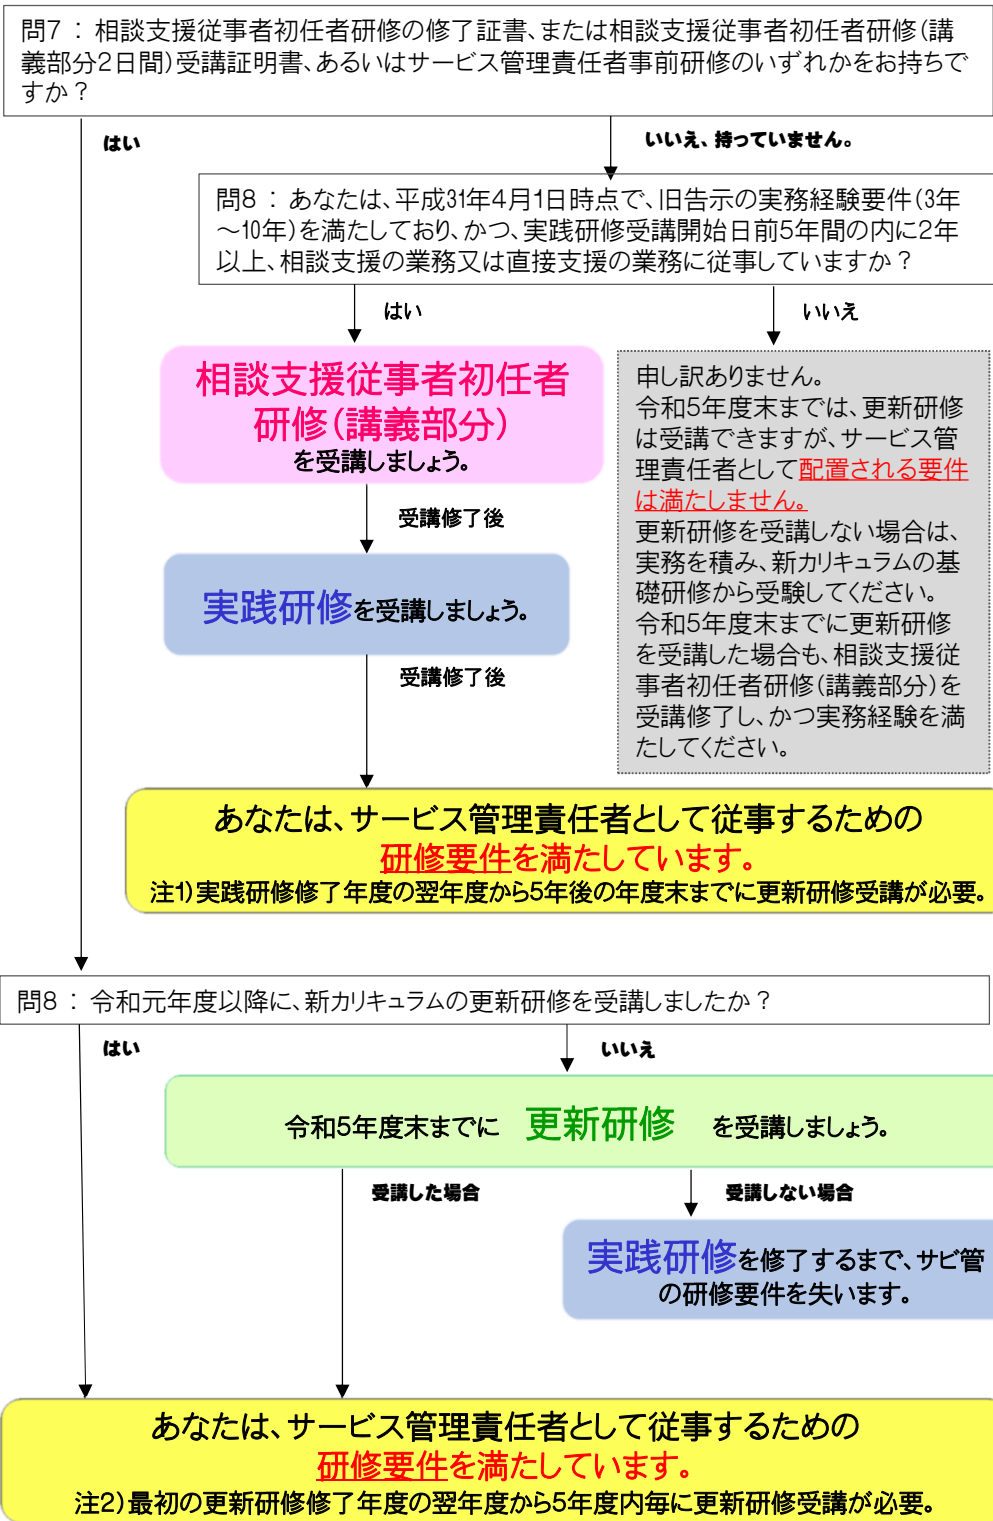 問7 ： 相談支援従事者初任者研修の修了証書、または相談支援従事者初任者研修（講
義部分2日間）受講証明書、あるいはサービス管理責任者事前研修のいずれかをお持ちで
すか？
はい
いいえ、持っていません。
問8 ： あなたは、平成31年4月1日時点で、旧告示の実務経験要件（3年
～10年）を満たしており、かつ、実践研修受講開始日前5年間の内に2年
以上、相談支援の業務又は直接支援の業務に従事していますか？
はい
いいえ
相談支援従事者初任者
研修（講義部分）
を受講しましょう。
受講修了後
実践研修を受講しましょう。
受講修了後
申し訳ありません。
令和5年度末までは、更新研修
は受講できますが、サービス管
理責任者として配置される要件
は満たしません。
更新研修を受講しない場合は、
実務を積み、新カリキュラムの基
礎研修から受験してください。
令和5年度末までに更新研修
を受講した場合も、相談支援従
事者初任者研修（講義部分）を
受講修了し、かつ実務経験を満
たしてください。
あなたは、サービス管理責任者として従事するための
研修要件を満たしています。
注1）実践研修修了年度の翌年度から5年後の年度末までに更新研修受講が必要。
問8 ： 令和元年度以降に、新カリキュラムの更新研修を受講しましたか？
はい
いいえ
令和5年度末までに 更新研修 を受講しましょう。
受講した場合
受講しない場合
実践研修を修了するまで、サビ管
の研修要件を失います。
あなたは、サービス管理責任者として従事するための
研修要件を満たしています。
注2）最初の更新研修修了年度の翌年度から5年度内毎に更新研修受講が必要。